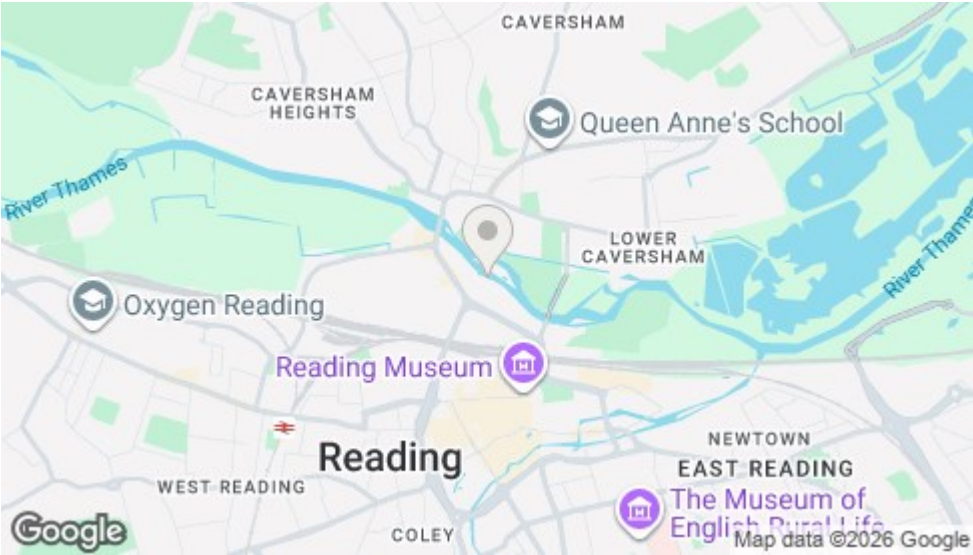 CAVERSHAM
CAVERSHAM
HEIGHTS
Queen Anne's School
River Thames
LOWER
CAVERSHAM
River Thames
Oxygen Reading
Reading Museum
NEWTOWN
Reading
EAST READING
WEST READING
The Museum of
English Rural Life
COLEY
Google
Map data ©2026 Google